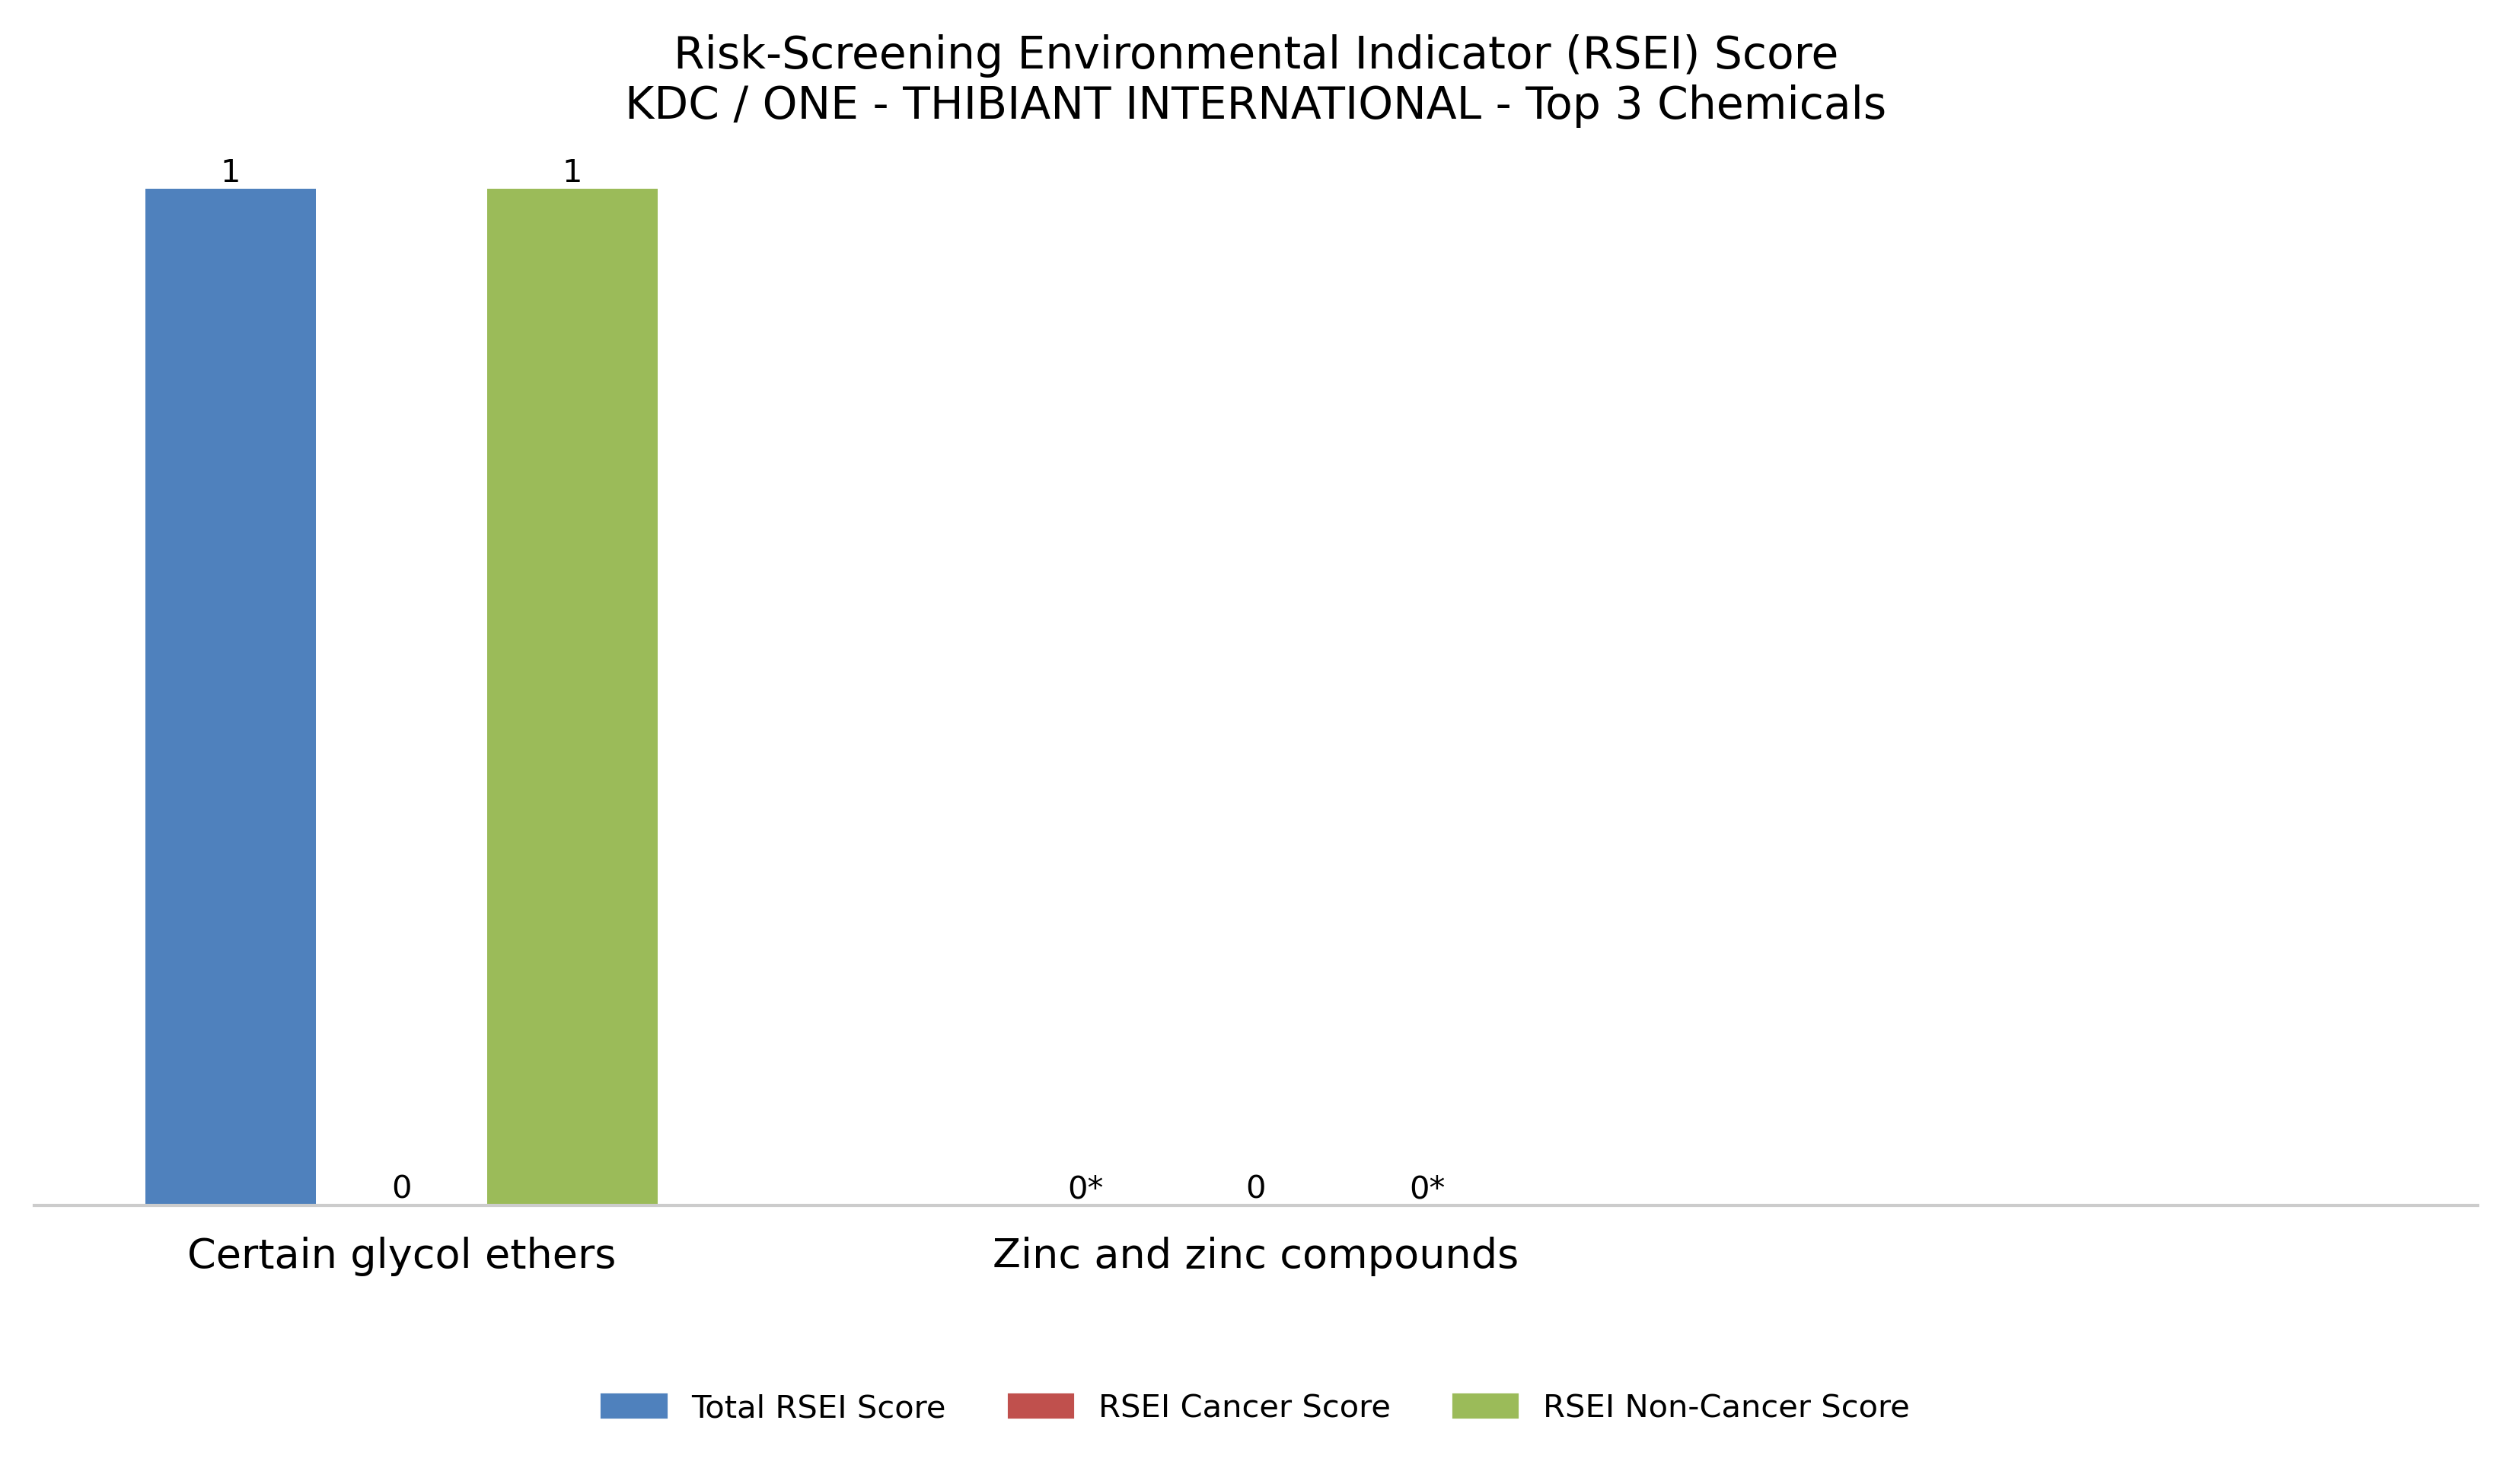 Risk-Screening Environmental Indicator (RSEI) Score
KDC / ONE - THIBIANT INTERNATIONAL - Top 3 Chemicals
1
0
1
0*
0
0*
Certain glycol ethers
Zinc and zinc compounds
Total RSEI Score
RSEI Cancer Score
RSEI Non-Cancer Score